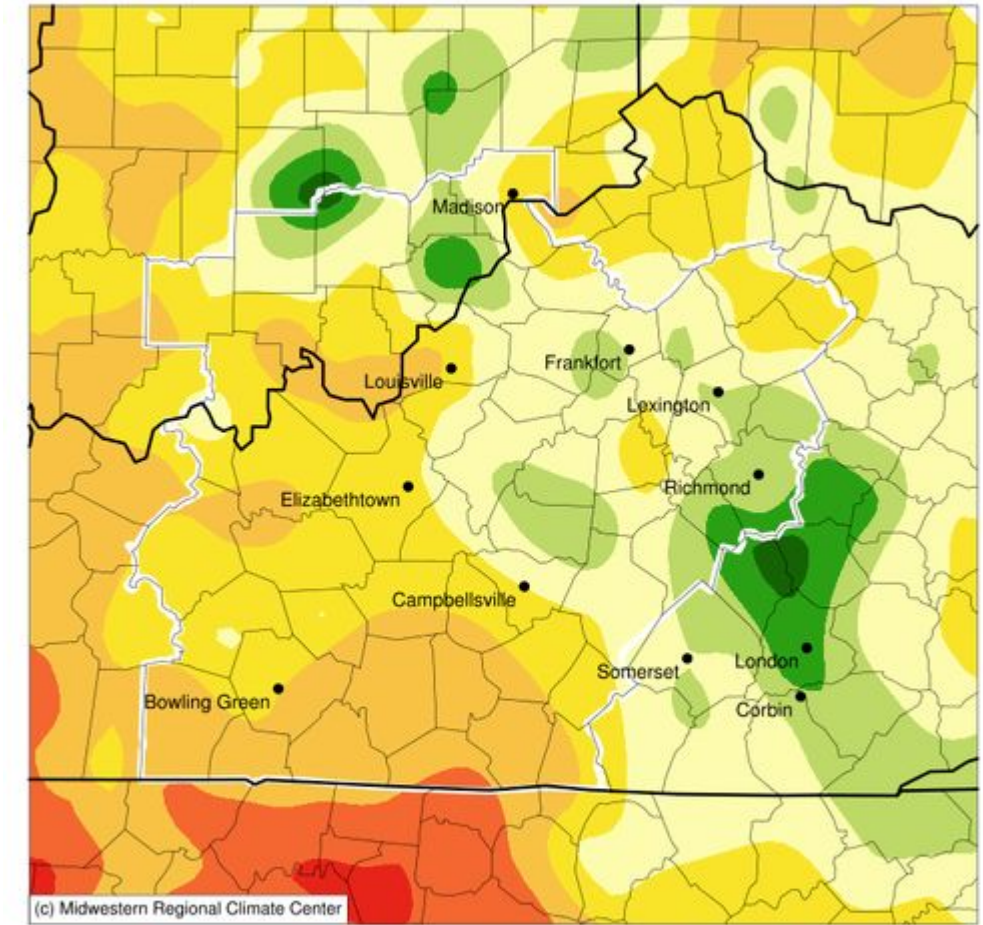 Madison
Frankfort
Louisville
Lexington
Richmond
Elizabethtown
Campbellsville
Somerset
London
Bowling Green
Corbin
(c) Midwestern Regional Climate Center